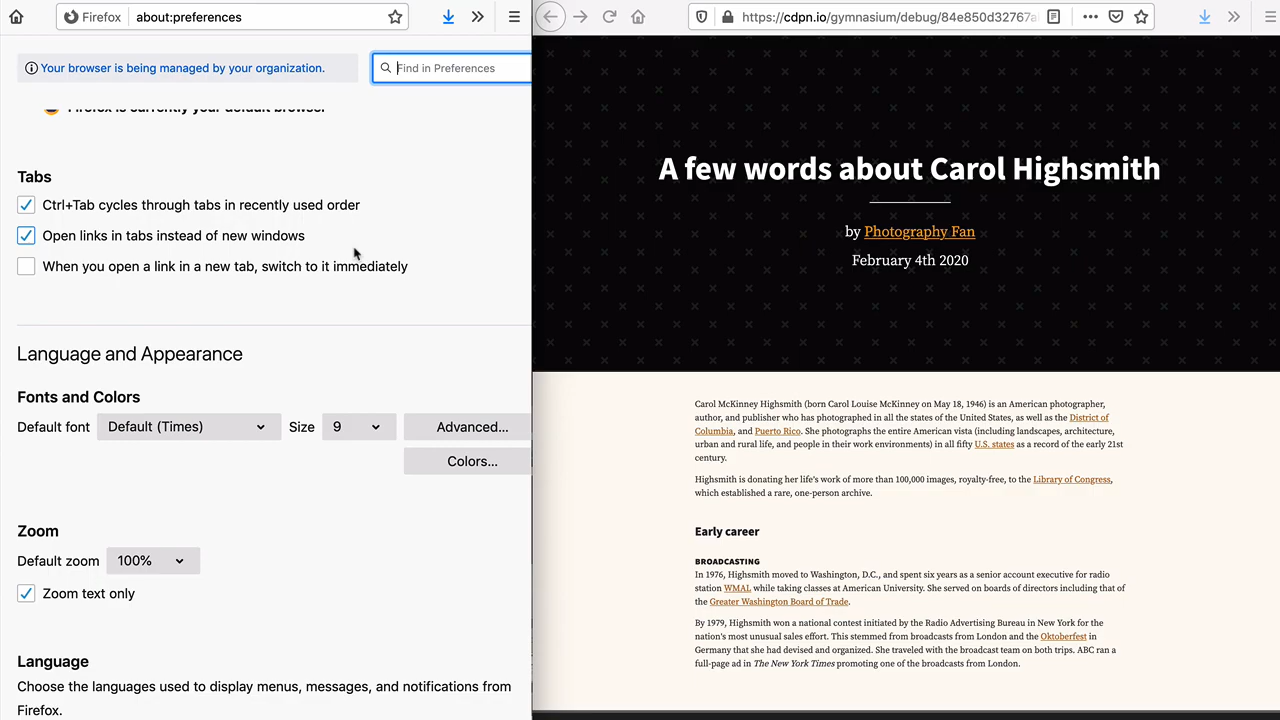 Firefox
about:preferences
Your browser is being managed by your organization.
Find in Preferences
Firefox is currently your default browser
Tabs
Ctrl+Tab cycles through tabs in recently used order
Open links in tabs instead of new windows
When you open a link in a new tab, switch to it immediately
Language and Appearance
Fonts and Colors
Default font
Default (Times)
Size
9
Advanced...
Colors...
Zoom
Default zoom
100%
Zoom text only
Language
Choose the languages used to display menus, messages, and notifications from
Firefox.
https://cdpn.io/gymnasium/debug/84e850d32767a
A few words about Carol Highsmith
by Photography Fan
February 4th 2020
Carol McKinney Highsmith (born Carol Louise McKinney on May 18, 1946) is an American photographer,
author, and publisher who has photographed in all the states of the United States, as well as the District of
Columbia, and Puerto Rico. She photographs the entire American vista (including landscapes, architecture,
urban and rural life, and people in their work environments) in all fifty U.S. states as a record of the early 21st
century.
Highsmith is donating her life's work of more than 100,000 images, royalty-free, to the Library of Congress,
which established a rare, one-person archive.
Early career
BROADCASTING
In 1976, Highsmith moved to Washington, D.C., and spent six years as a senior account executive for radio
station WMAL while taking classes at American University. She served on boards of directors including that of
the Greater Washington Board of Trade.
By 1979, Highsmith won a national contest initiated by the Radio Advertising Bureau in New York for the
nation's most unusual sales effort. This stemmed from broadcasts from London and the Oktoberfest in
Germany that she had devised and organized. She traveled with the broadcast team on both trips. ABC ran a
full-page ad in The New York Times promoting one of the broadcasts from London.